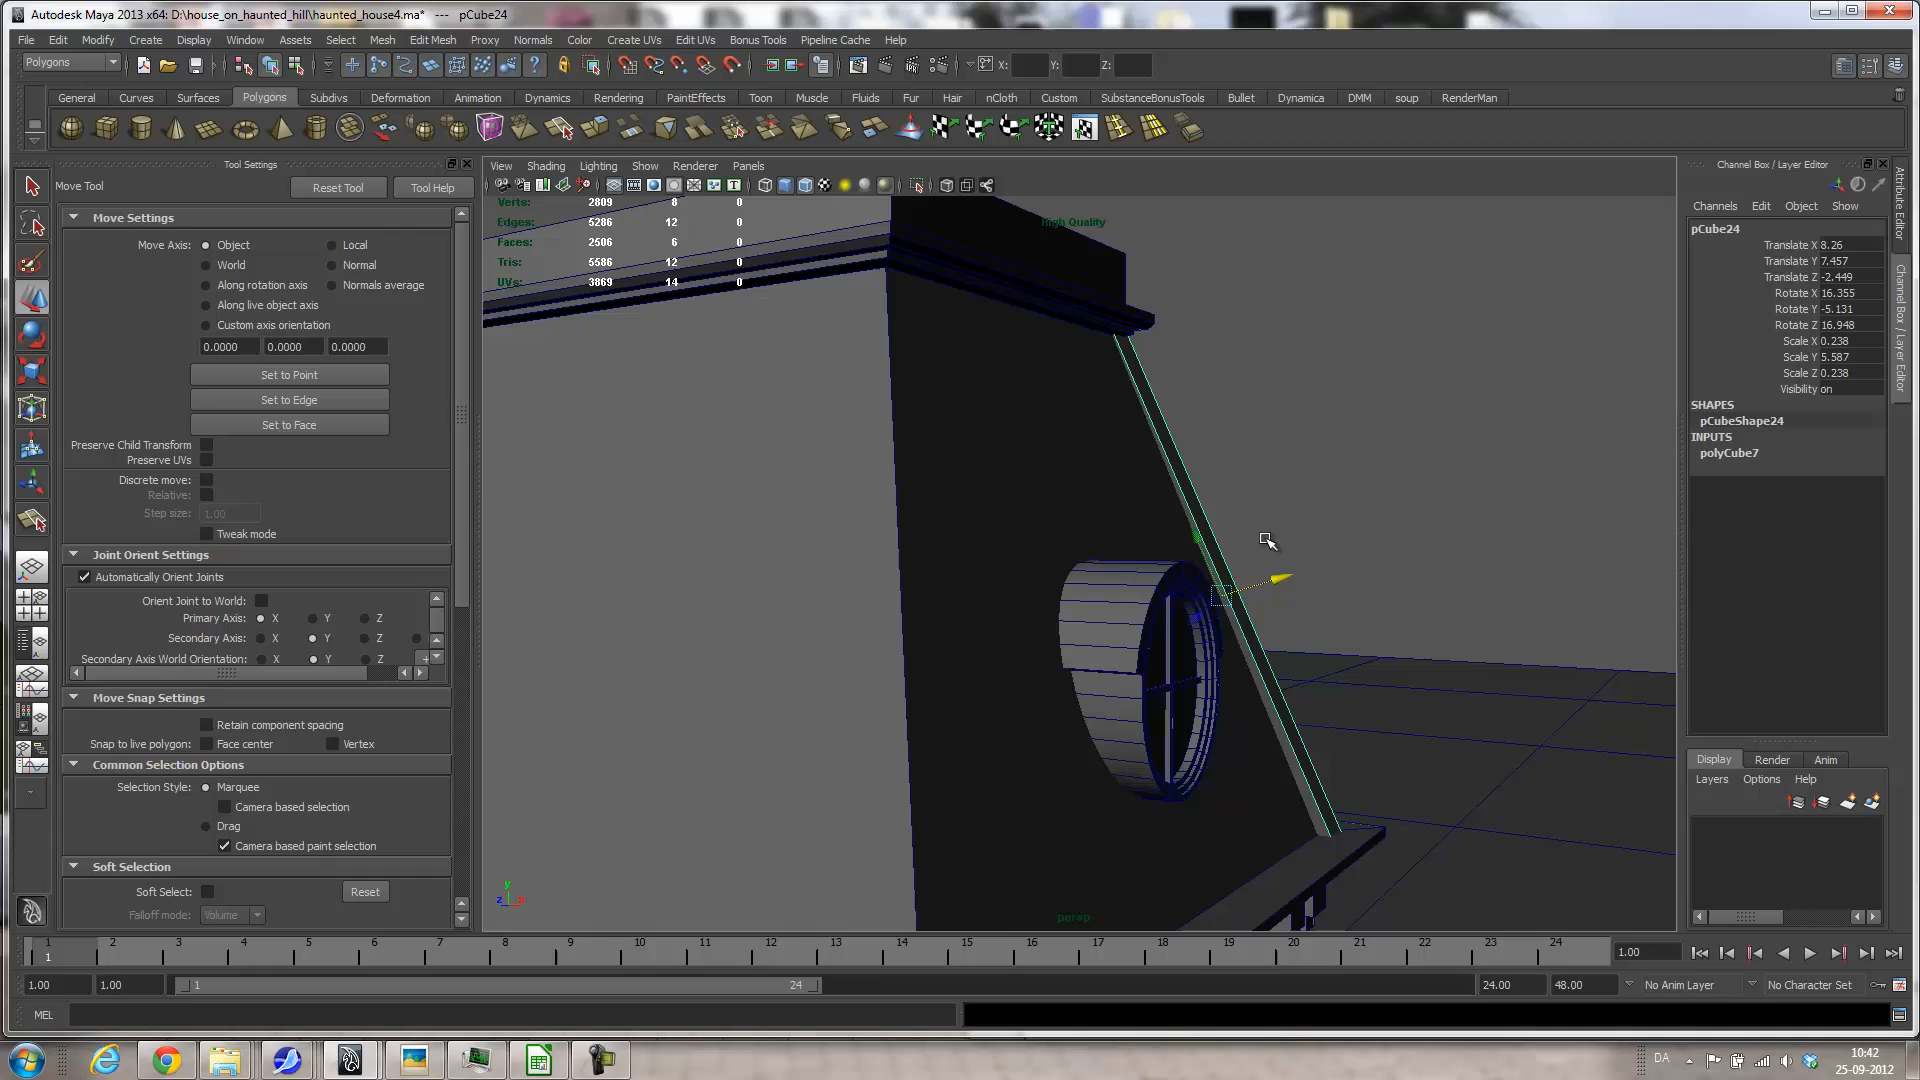 Autodesk Maya 2013 x64: D:\house_on_haunted_hill\haunted_house4.ma* --- pCube24
File Edit Modify Create Display Window Assets Select Mesh Edit Mesh Proxy Normals Color Create UVs Edit UVs Bonus Tools Pipeline Cache Help
Polygons X: Y: Z:
General Curves Surfaces Polygons Subdivs Deformation Animation Dynamics Rendering PaintEffects Toon Muscle Fluids Fur Hair nCloth Custom SubstanceBonusTools Bullet Dynamica DMM soup RenderMan
Tool Settings
Move Tool Reset Tool Tool Help
Move Settings
Move Axis: Object Local
World Normal
Along rotation axis Normals average
Along live object axis
Custom axis orientation
0.0000 0.0000 0.0000
Set to Point
Set to Edge
Set to Face
Preserve Child Transform
Preserve UVs
Discrete move:
Relative:
Step size: 1.00
Tweak mode
Joint Orient Settings
Automatically Orient Joints
Orient Joint to World:
Primary Axis: X Y Z
Secondary Axis: X Y Z
Secondary Axis World Orientation: X Y Z +
Move Snap Settings
Retain component spacing
Snap to live polygon: Face center Vertex
Common Selection Options
Selection Style: Marquee
Camera based selection
Drag
Camera based paint selection
Soft Selection
Soft Select: Reset
Falloff mode: Volume
View Shading Lighting Show Renderer Panels
Verts: 2809 8 0
Edges: 5286 12 0
Faces: 2506 6 0
Tris: 5586 12 0
UVs: 3869 14 0
High Quality
persp
y
z x
Channel Box / Layer Editor
Channels Edit Object Show
pCube24
Translate X 8.26
Translate Y 7.457
Translate Z -2.449
Rotate X 16.355
Rotate Y -5.131
Rotate Z 16.948
Scale X 0.238
Scale Y 5.587
Scale Z 0.238
Visibility on
SHAPES
pCubeShape24
INPUTS
polyCube7
Attribute Editor
Channel Box / Layer Editor
Display Render Anim
Layers Options Help
1 2 3 4 5 6 7 8 9 10 11 12 13 14 15 16 17 18 19 20 21 22 23 24
1
1.00
1.00 1.00 1 24 24.00 48.00 No Anim Layer No Character Set
MEL
DA
10:42
25-09-2012